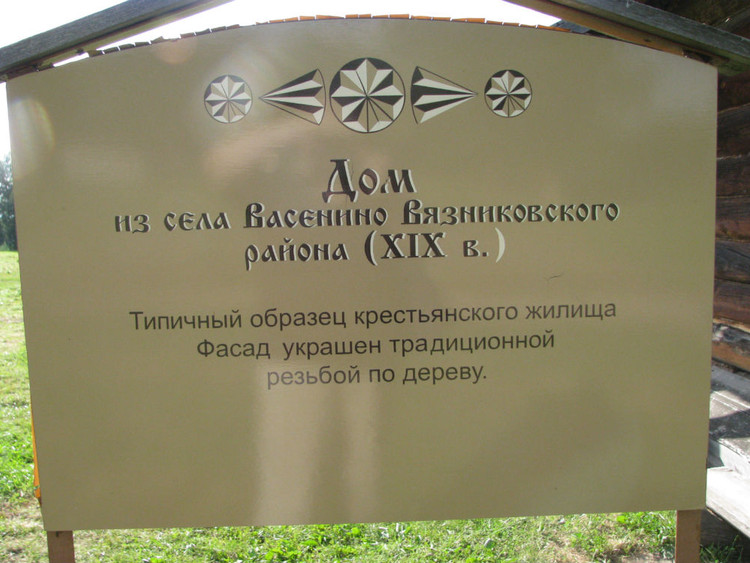 Дом
из села Васенино Вязниковского
района (XIX в.)
Типичный образец крестьянского жилища
Фасад украшен традиционной
резьбой по дереву.